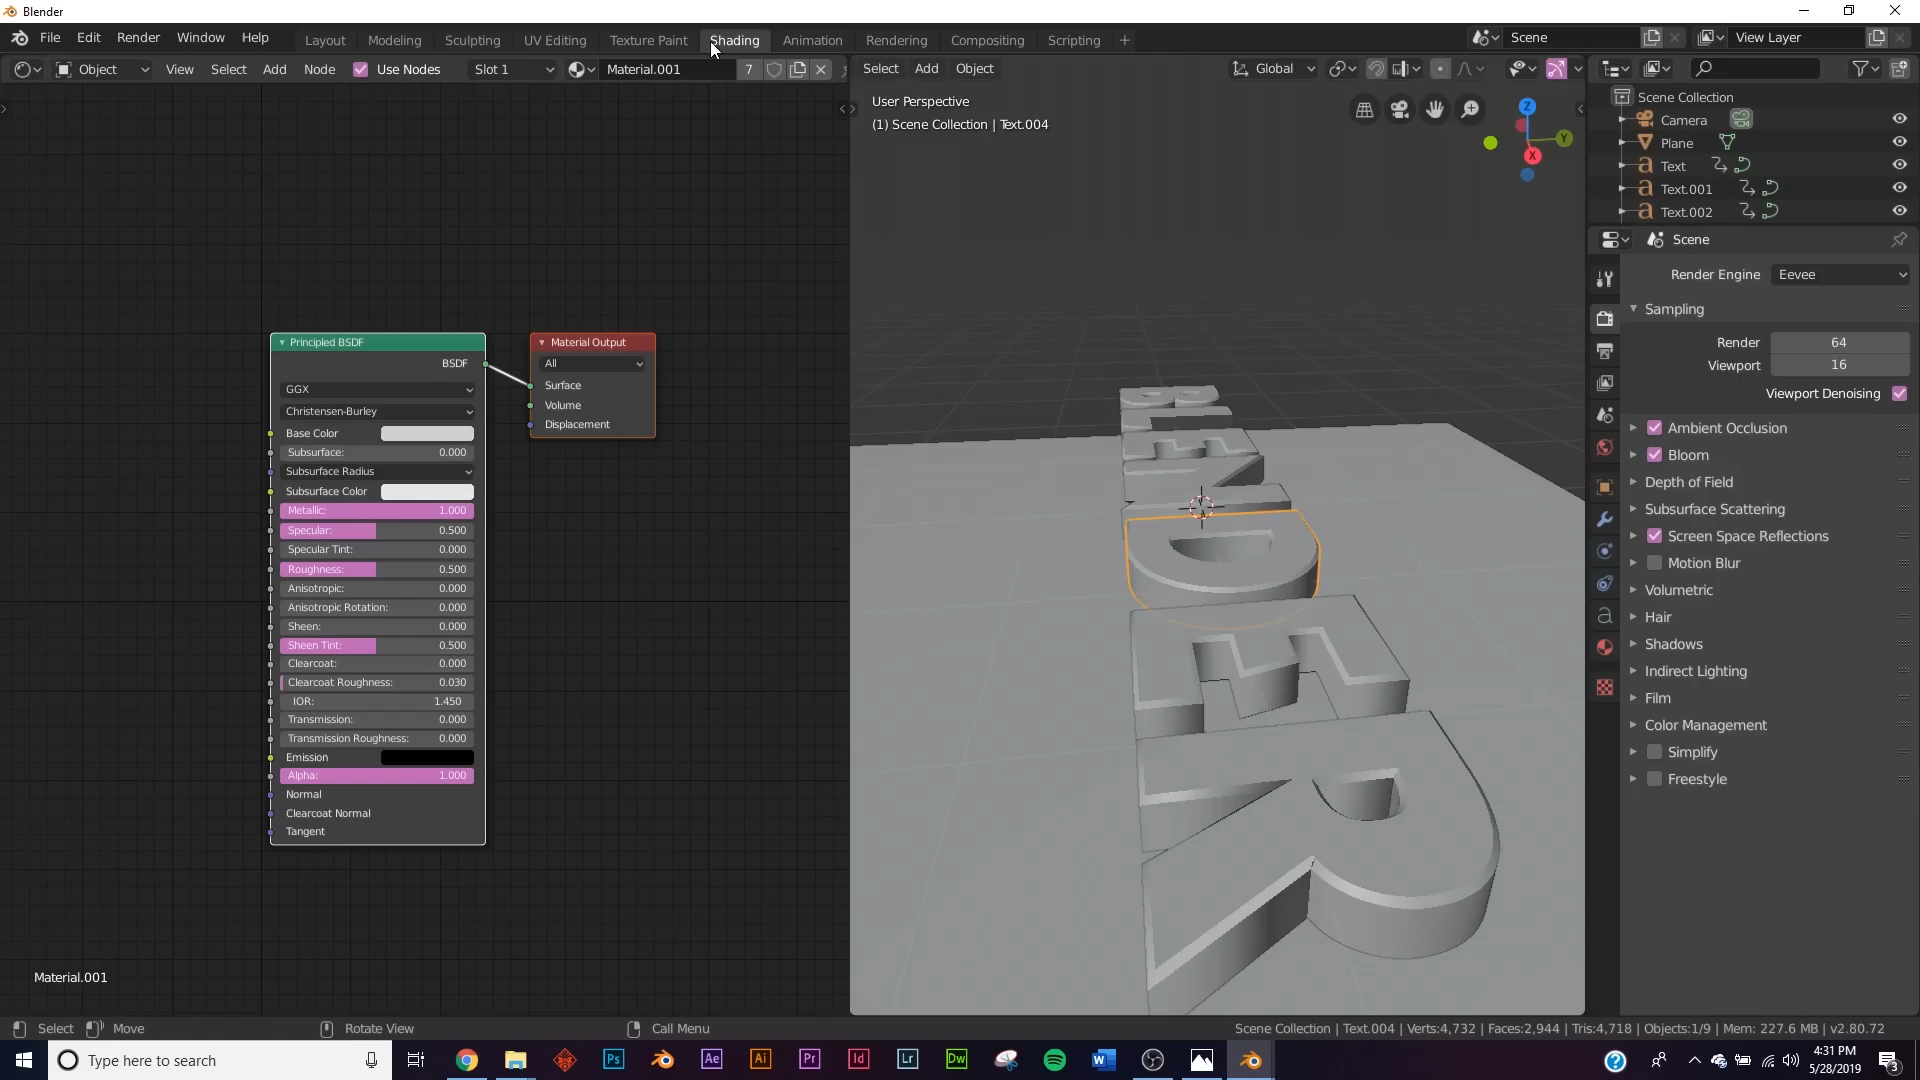 Blender
File Edit Render Window Help Layout Modeling Sculpting UV Editing Texture Paint Shading Animation Rendering Compositing Scripting + Scene View Layer
Object View Select Add Node Use Nodes Slot 1 Material.001 7 Select Add Object Global
User Perspective
(1) Scene Collection | Text.004
Z
Y
X
Scene Collection
Camera
Plane
Text
Text.001
Text.002
Scene
Render Engine Eevee
Sampling
Render 64
Viewport 16
Viewport Denoising
Ambient Occlusion
Bloom
Depth of Field
Subsurface Scattering
Screen Space Reflections
Motion Blur
Volumetric
Hair
Shadows
Indirect Lighting
Film
Color Management
Simplify
Freestyle
Principled BSDF
BSDF
GGX
Christensen-Burley
Base Color
Subsurface: 0.000
Subsurface Radius
Subsurface Color
Metallic: 1.000
Specular: 0.500
Specular Tint: 0.000
Roughness: 0.500
Anisotropic: 0.000
Anisotropic Rotation: 0.000
Sheen: 0.000
Sheen Tint: 0.500
Clearcoat: 0.000
Clearcoat Roughness: 0.030
IOR: 1.450
Transmission: 0.000
Transmission Roughness: 0.000
Emission
Alpha: 1.000
Normal
Clearcoat Normal
Tangent
Material Output
All
Surface
Volume
Displacement
B
L
E
N
D
E
R
Material.001
Select Move Rotate View Call Menu Scene Collection | Text.004 | Verts:4,732 | Faces:2,944 | Tris:4,718 | Objects:1/9 | Mem: 227.6 MB | v2.80.72
Type here to search Ps Ae Ai Pr Id Lr Dw W
4:31 PM
5/28/2019
3